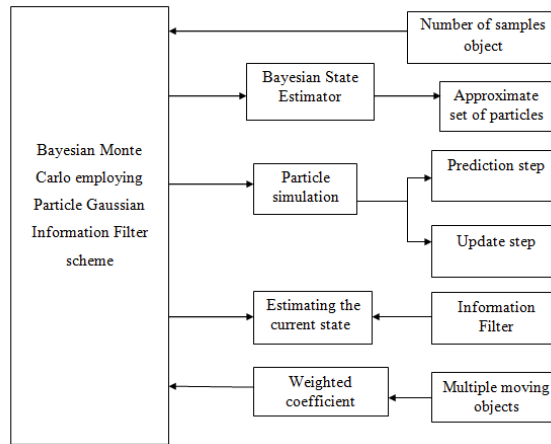 Number of samples
object
Bayesian State
Estimator
Approximate
set of particles
Bayesian Monte
Carlo employing
Particle Gaussian
Information Filter
scheme
Particle
simulation
Prediction step
Update step
Estimating the
current state
Information
Filter
Weighted
coefficient
Multiple moving
objects